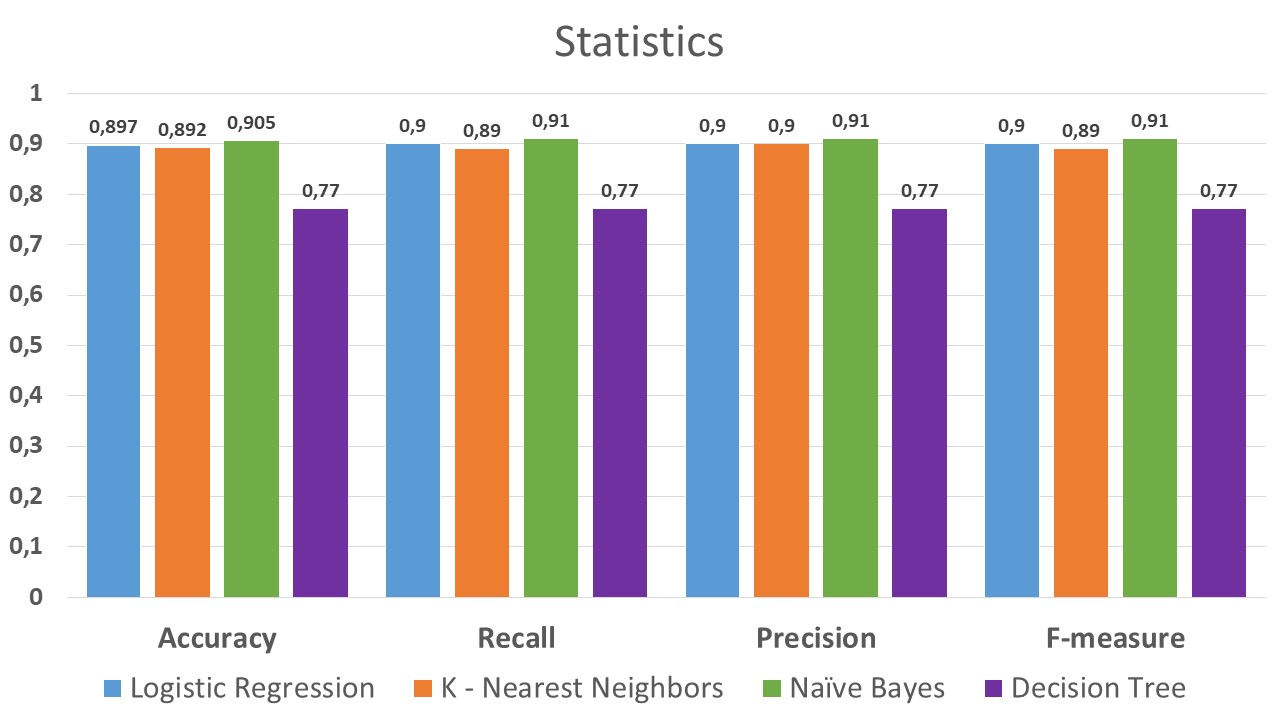 Statistics
1
0,9
0,8
0,7
0,6
0,5
0,4
0,3
0,2
0,1
0
0,897 0,892 0,905 0,77
0,9 0,89 0,91 0,77
0,9 0,9 0,91 0,77
0,9 0,89 0,91 0,77
Accuracy Recall Precision F-measure
Logistic Regression K - Nearest Neighbors Naïve Bayes Decision Tree